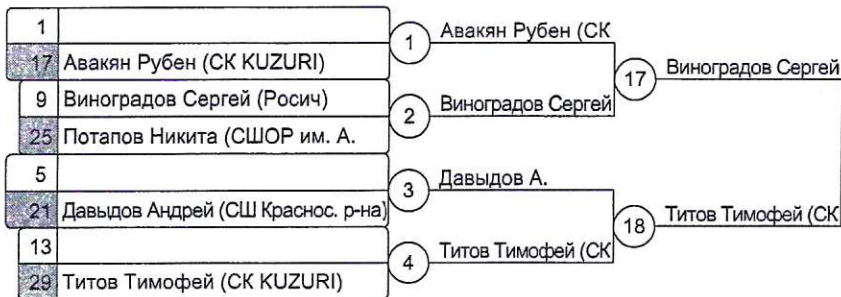 1
17 Авакян Рубен (СК KUZURI)
1 Авакян Рубен (СК
9 Виноградов Сергей (Росич)
25 Потапов Никита (СШОР им. А.
2 Виноградов Сергей
17 Виноградов Сергей
5
21 Давыдов Андрей (СШ Краснос. р-на)
3 Давыдов А.
13
29 Титов Тимофей (СК KUZURI)
4 Титов Тимофей (СК
18 Титов Тимофей (СК